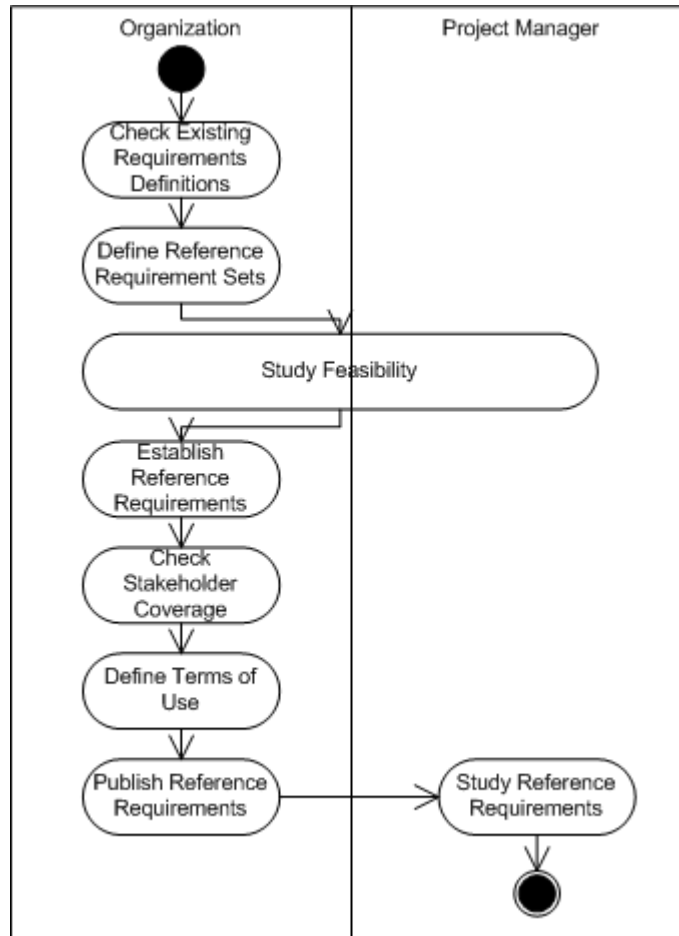 Organization
Project Manager
Check Existing
Requirements
Definitions
Define Reference
Requirement Sets
Study Feasibility
Establish
Reference
Requirements
Check
Stakeholder
Coverage
Define Terms of
Use
Publish Reference
Requirements
Study Reference
Requirements